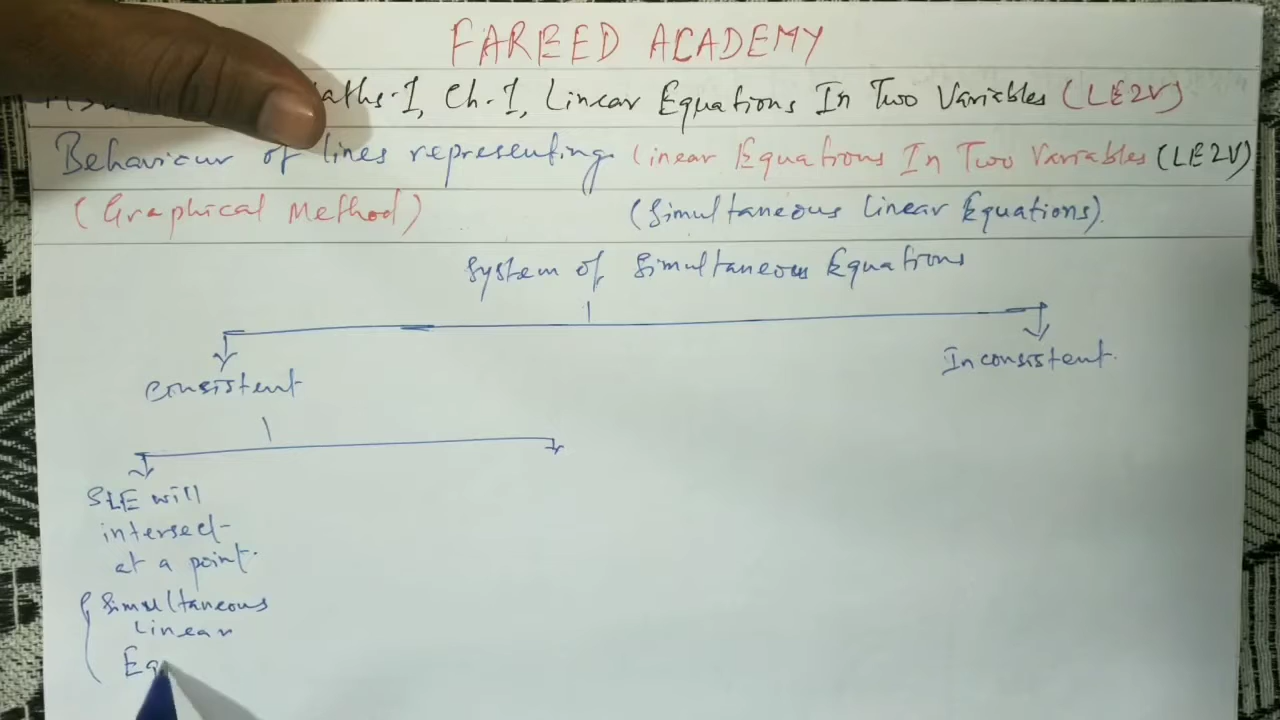 FAREED ACADEMY
aths-I, Ch.I, Linear Equations In Two Variables (LE2V)
Behaviour of lines representing Linear Equations In Two Variables (LE2V)
(Graphical Method) (Simultaneous Linear Equations).
System of Simultaneous Equations
Consistent Inconsistent.
SLE will
intersect
at a point.
Simultaneous
Linear
Eq